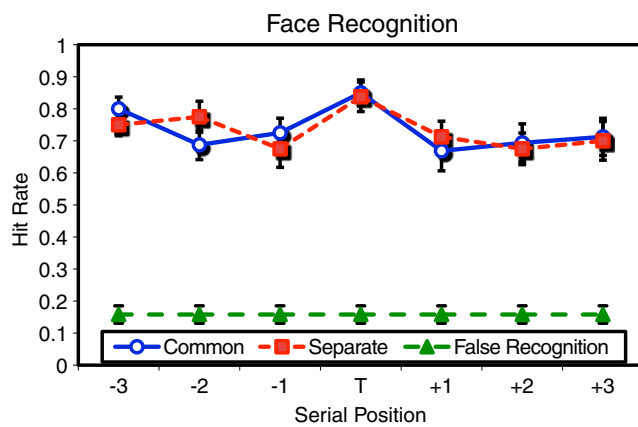 Face Recognition
1
0.9
0.8
0.7
0.6
0.5
0.4
0.3
0.2
0.1
0
Hit Rate
Common Separate False Recognition
-3 -2 -1 T +1 +2 +3
Serial Position